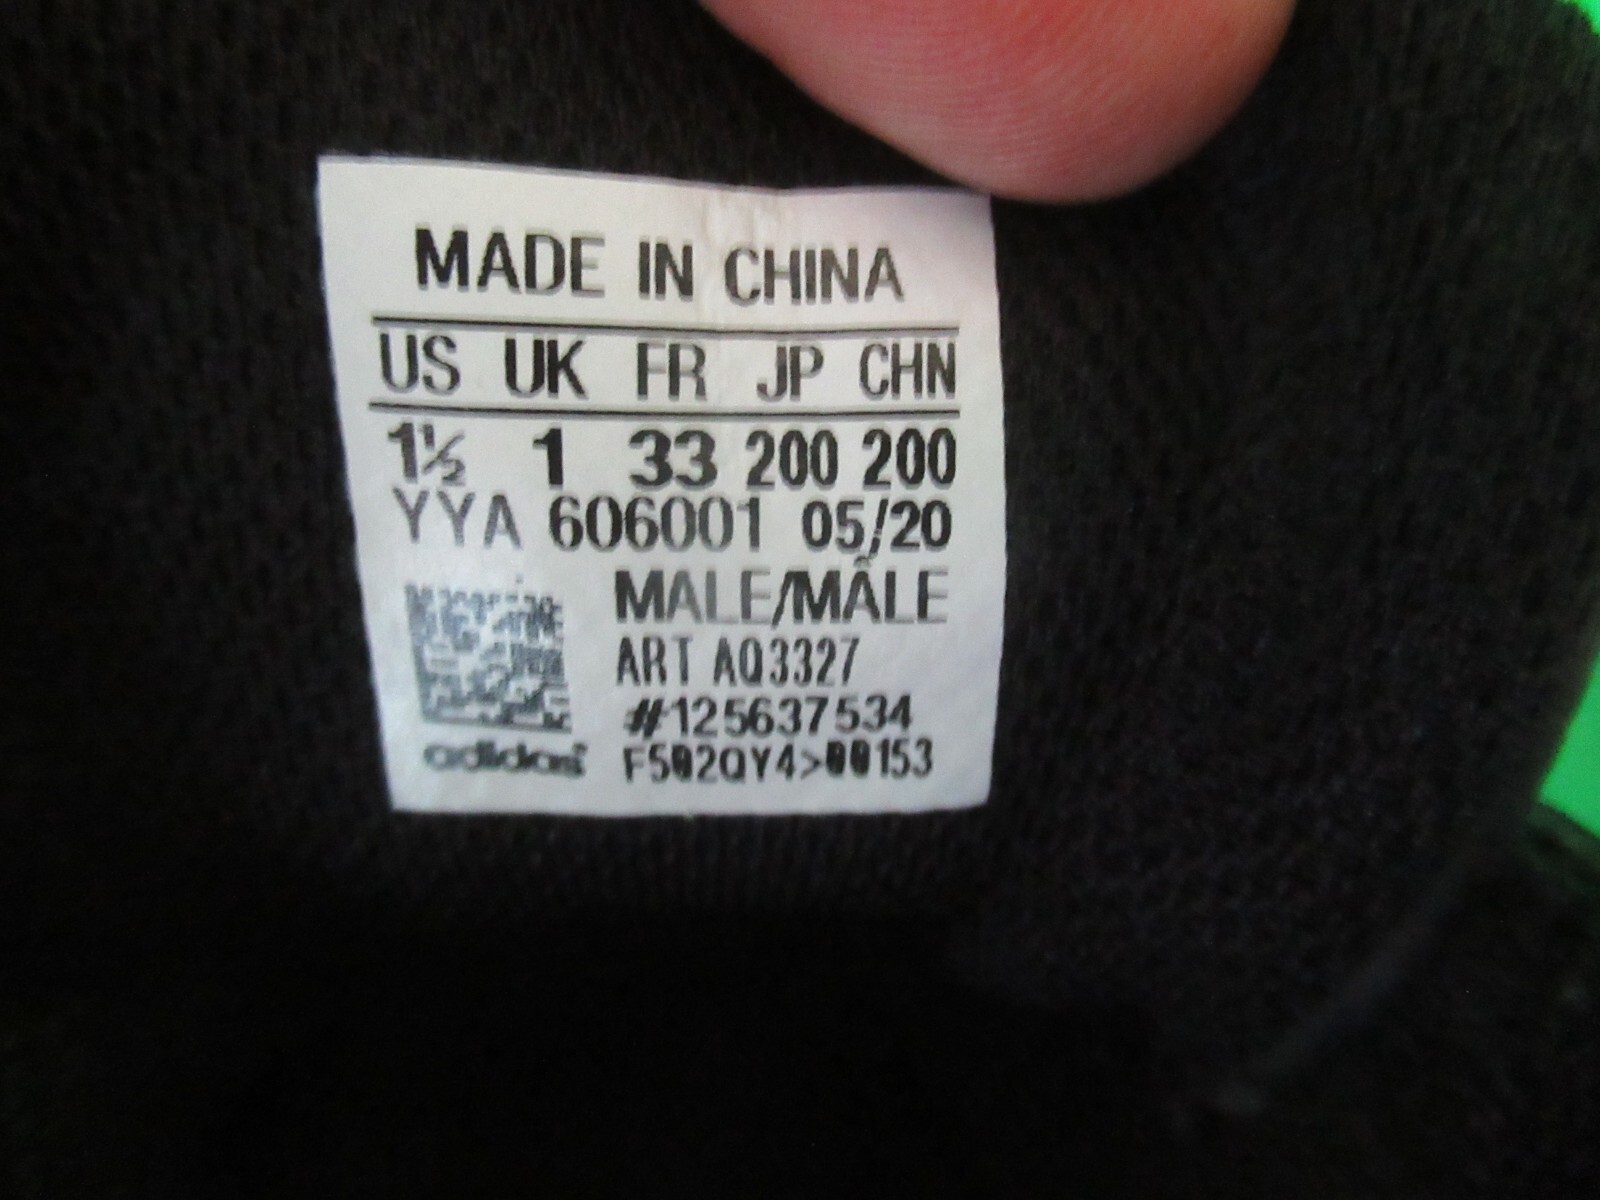 MADE IN CHINA
US UK FR JP CHN
1½ 1 33 200 200
YYA 606001 05/20
MALE/MÂLE
ART AQ3327
#125637534
adidas F502QY4>00153